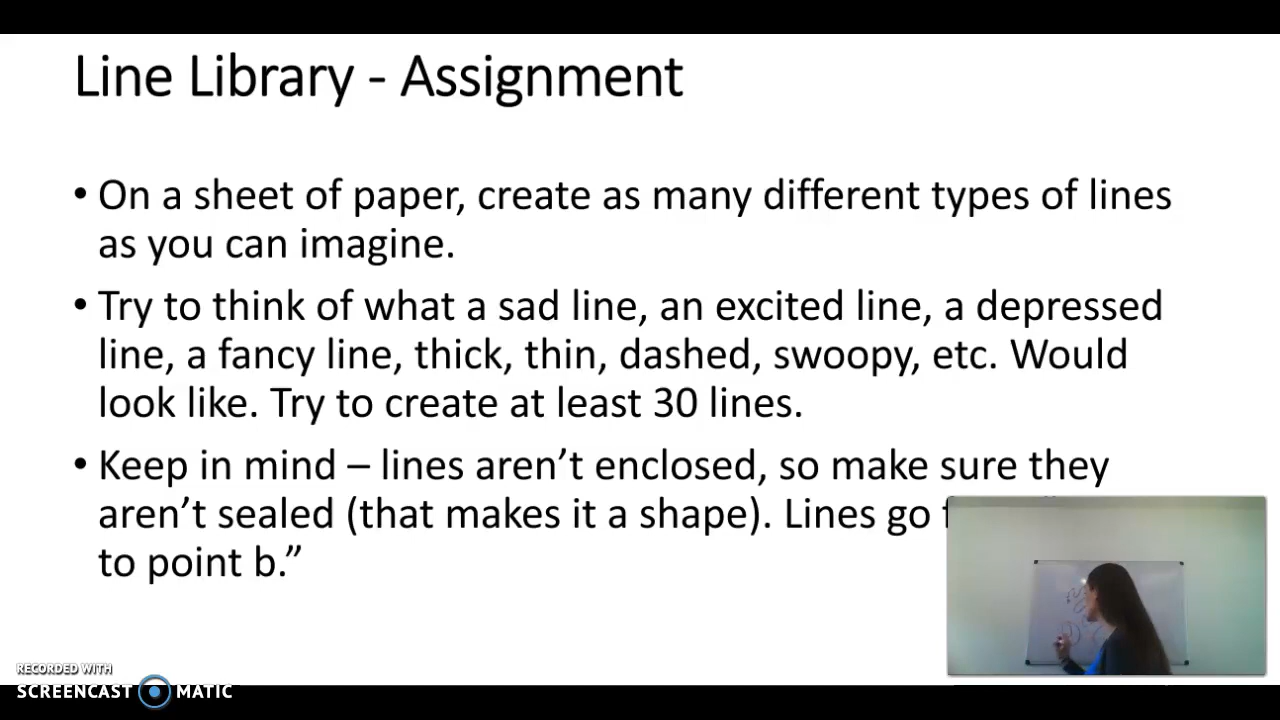 Line Library - Assignment
• On a sheet of paper, create as many different types of lines
as you can imagine.
• Try to think of what a sad line, an excited line, a depressed
line, a fancy line, thick, thin, dashed, swoopy, etc. Would
look like. Try to create at least 30 lines.
• Keep in mind – lines aren’t enclosed, so make sure they
aren’t sealed (that makes it a shape). Lines go
to point b.”
RECORDED WITH
SCREENCAST MATIC